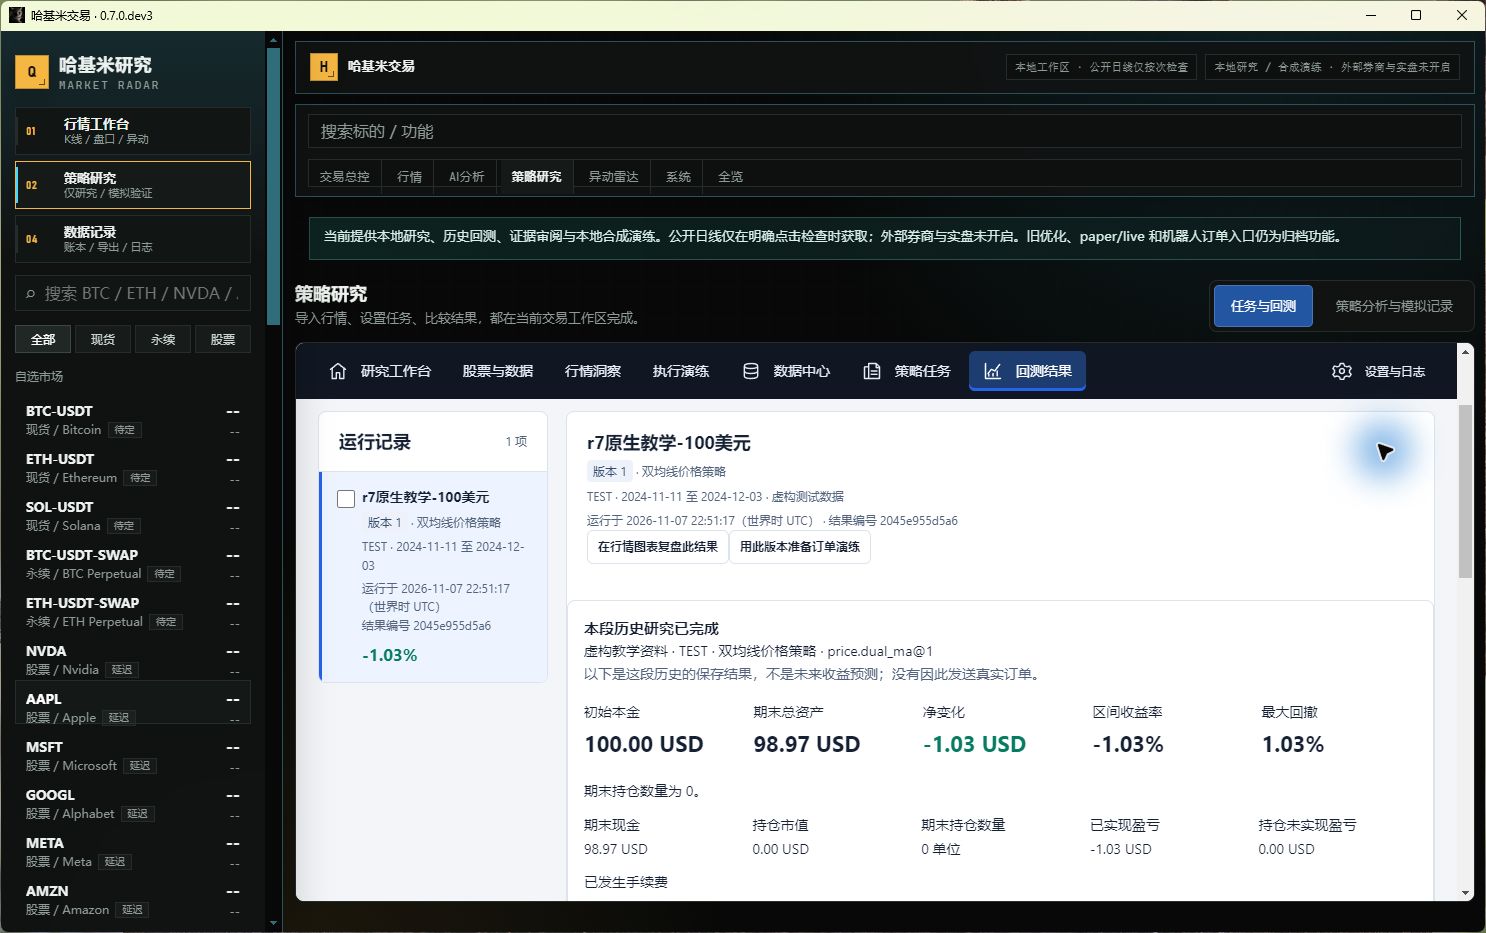 哈基米交易 · 0.7.0.dev3
Q
哈基米研究
MARKET RADAR
01
行情工作台
K线 / 盘口 / 异动
02
策略研究
仅研究 / 模拟验证
04
数据记录
账本 / 导出 / 日志
搜索 BTC / ETH / NVDA / .
全部
现货
永续
股票
自选市场
BTC-USDT --
现货 / Bitcoin 待定 --
ETH-USDT --
现货 / Ethereum 待定 --
SOL-USDT --
现货 / Solana 待定 --
BTC-USDT-SWAP --
永续 / BTC Perpetual 待定 --
ETH-USDT-SWAP --
永续 / ETH Perpetual 待定 --
NVDA --
股票 / Nvidia 延迟 --
AAPL --
股票 / Apple 延迟 --
MSFT --
股票 / Microsoft 延迟 --
GOOGL --
股票 / Alphabet 延迟 --
META --
股票 / Meta 延迟 --
AMZN --
股票 / Amazon 延迟 --
H
哈基米交易
本地工作区 · 公开日线仅按次检查
本地研究 / 合成演练 · 外部券商与实盘未开启
搜索标的 / 功能
交易总控
行情
AI分析
策略研究
异动雷达
系统
全览
当前提供本地研究、历史回测、证据审阅与本地合成演练。公开日线仅在明确点击检查时获取；外部券商与实盘未开启。旧优化、paper/live 和机器人订单入口仍为归档功能。
策略研究
导入行情、设置任务、比较结果，都在当前交易工作区完成。
任务与回测
策略分析与模拟记录
研究工作台
股票与数据
行情洞察
执行演练
数据中心
策略任务
回测结果
设置与日志
运行记录
1 项
r7原生教学-100美元
版本 1 · 双均线价格策略
TEST · 2024-11-11 至 2024-12-
03
运行于 2026-11-07 22:51:17
（世界时 UTC）
结果编号 2045e955d5a6
-1.03%
r7原生教学-100美元
版本 1 · 双均线价格策略
TEST · 2024-11-11 至 2024-12-03 · 虚构测试数据
运行于 2026-11-07 22:51:17（世界时 UTC） · 结果编号 2045e955d5a6
在行情图表复盘此结果
用此版本准备订单演练
本段历史研究已完成
虚构教学资料 · TEST · 双均线价格策略 · price.dual_ma@1
以下是这段历史的保存结果，不是未来收益预测；没有因此发送真实订单。
初始本金 期末总资产 净变化 区间收益率 最大回撤
100.00 USD 98.97 USD -1.03 USD -1.03% 1.03%
期末持仓数量为 0。
期末现金 持仓市值 期末持仓数量 已实现盈亏 持仓未实现盈亏
98.97 USD 0.00 USD 0 单位 -1.03 USD 0.00 USD
已发生手续费